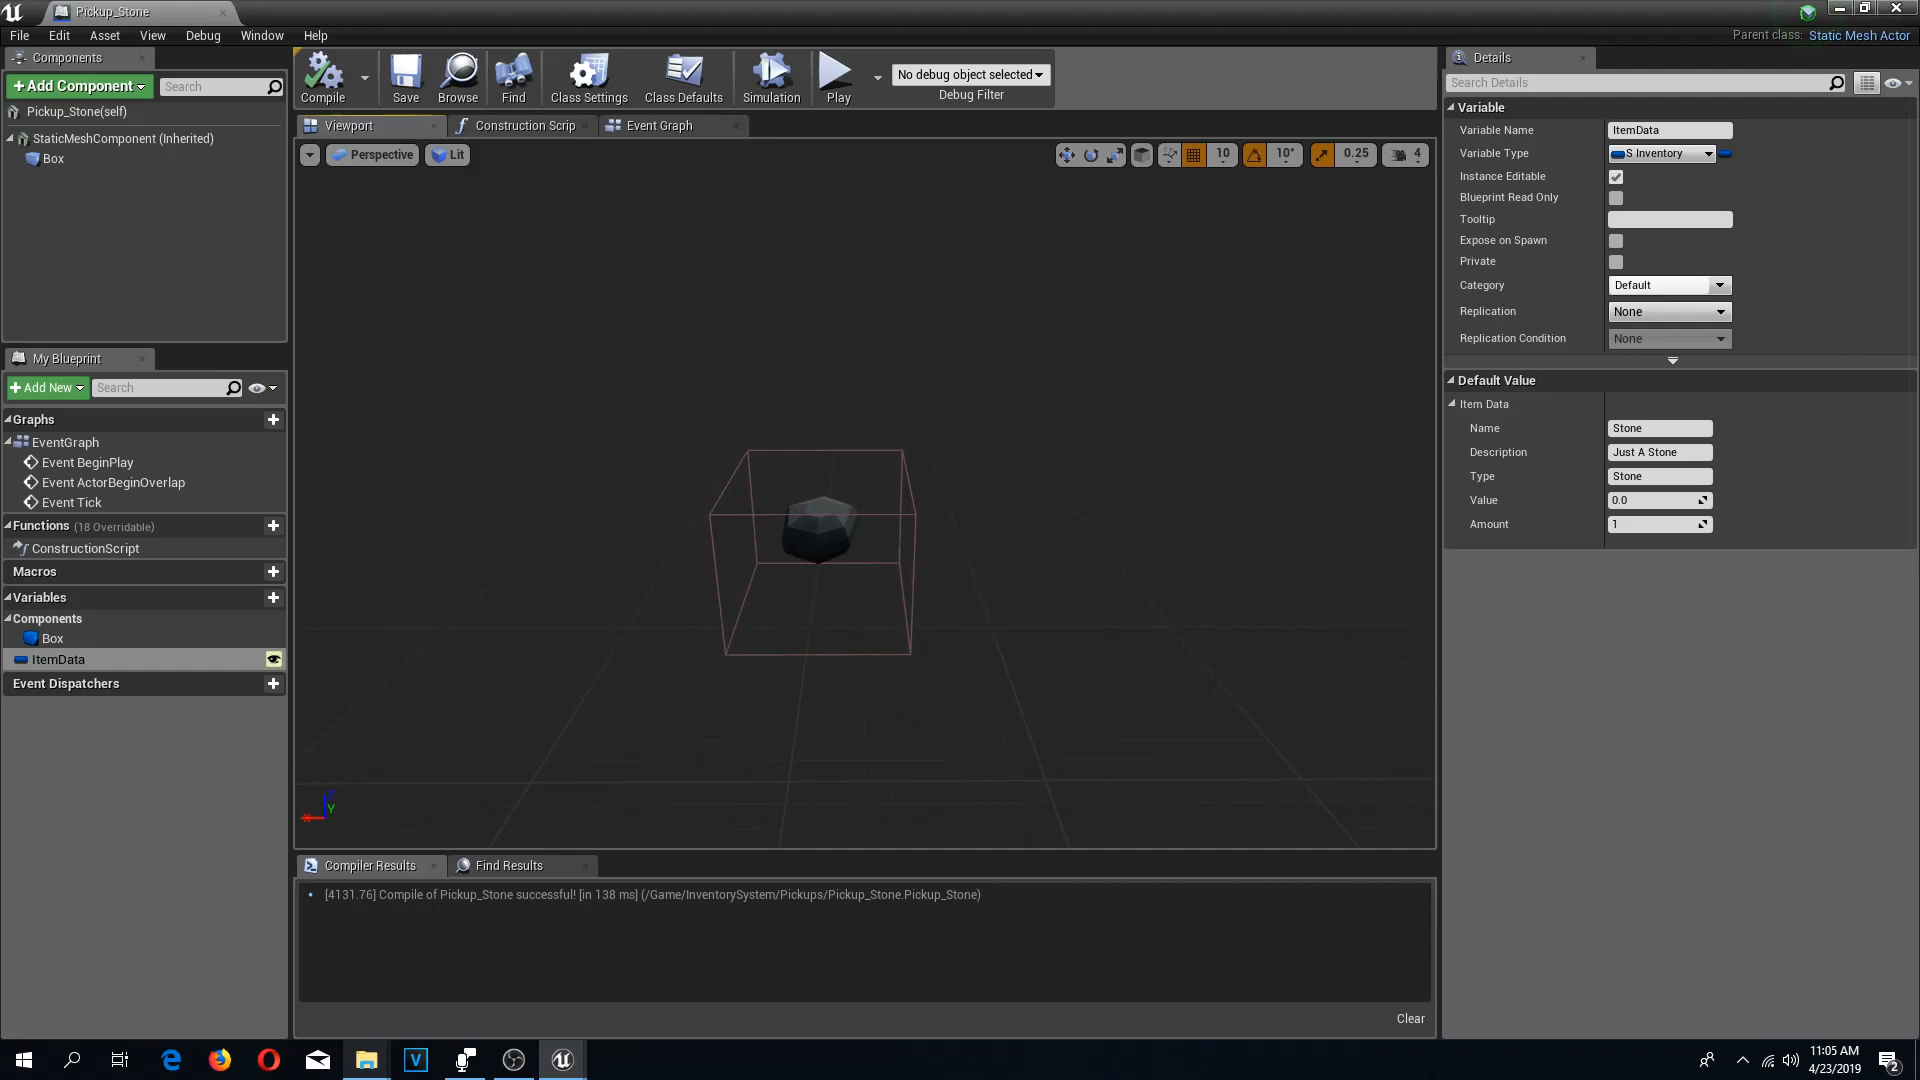 Pickup_Stone
File Edit Asset View Debug Window Help
Parent class: Static Mesh Actor
Components
+ Add Component
Search
Pickup_Stone(self)
StaticMeshComponent (Inherited)
Box
My Blueprint
+ Add New
Search
Graphs
EventGraph
Event BeginPlay
Event ActorBeginOverlap
Event Tick
Functions (18 Overridable)
ConstructionScript
Macros
Variables
Components
Box
ItemData
Event Dispatchers
Compile
Save
Browse
Find
Class Settings
Class Defaults
Simulation
Play
No debug object selected
Debug Filter
Viewport
Construction Scrip
Event Graph
Perspective
Lit
10
10°
0.25
4
Z
Y
X
Compiler Results
Find Results
[4131.76] Compile of Pickup_Stone successful! [in 138 ms] (/Game/InventorySystem/Pickups/Pickup_Stone.Pickup_Stone)
Clear
Details
Search Details
Variable
Variable Name ItemData
Variable Type S Inventory
Instance Editable
Blueprint Read Only
Tooltip
Expose on Spawn
Private
Category Default
Replication None
Replication Condition None
Default Value
Item Data
Name Stone
Description Just A Stone
Type Stone
Value 0.0
Amount 1
11:05 AM
4/23/2019
2